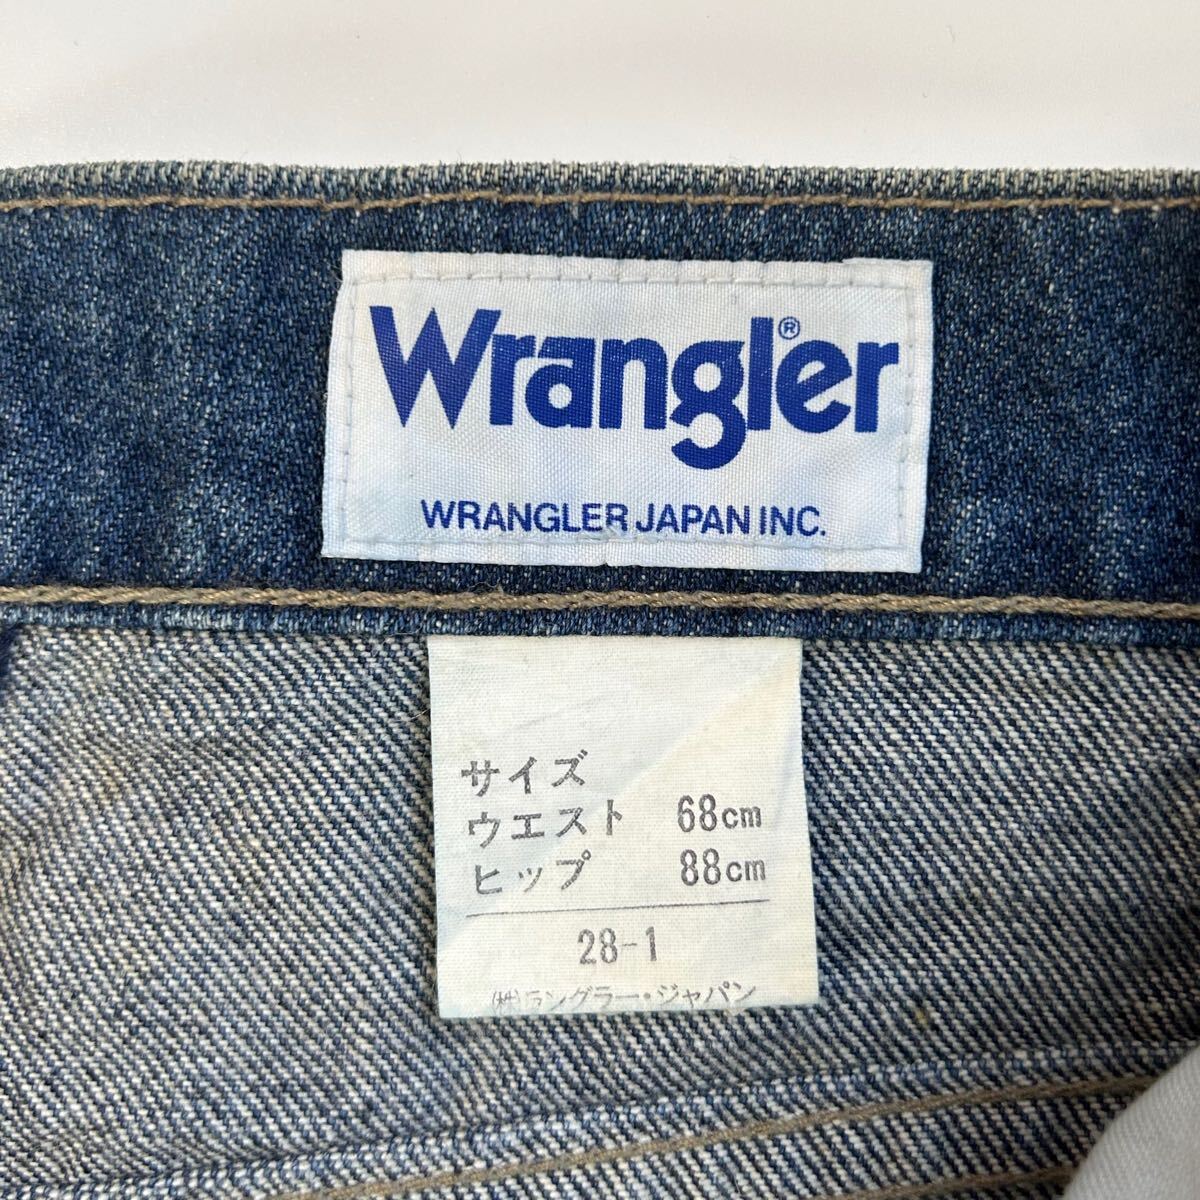 Wrangler®
WRANGLER JAPAN INC.
サイズ
ウエスト 68cm
ヒップ 88cm
28-1
(株)ラングラー・ジャパン